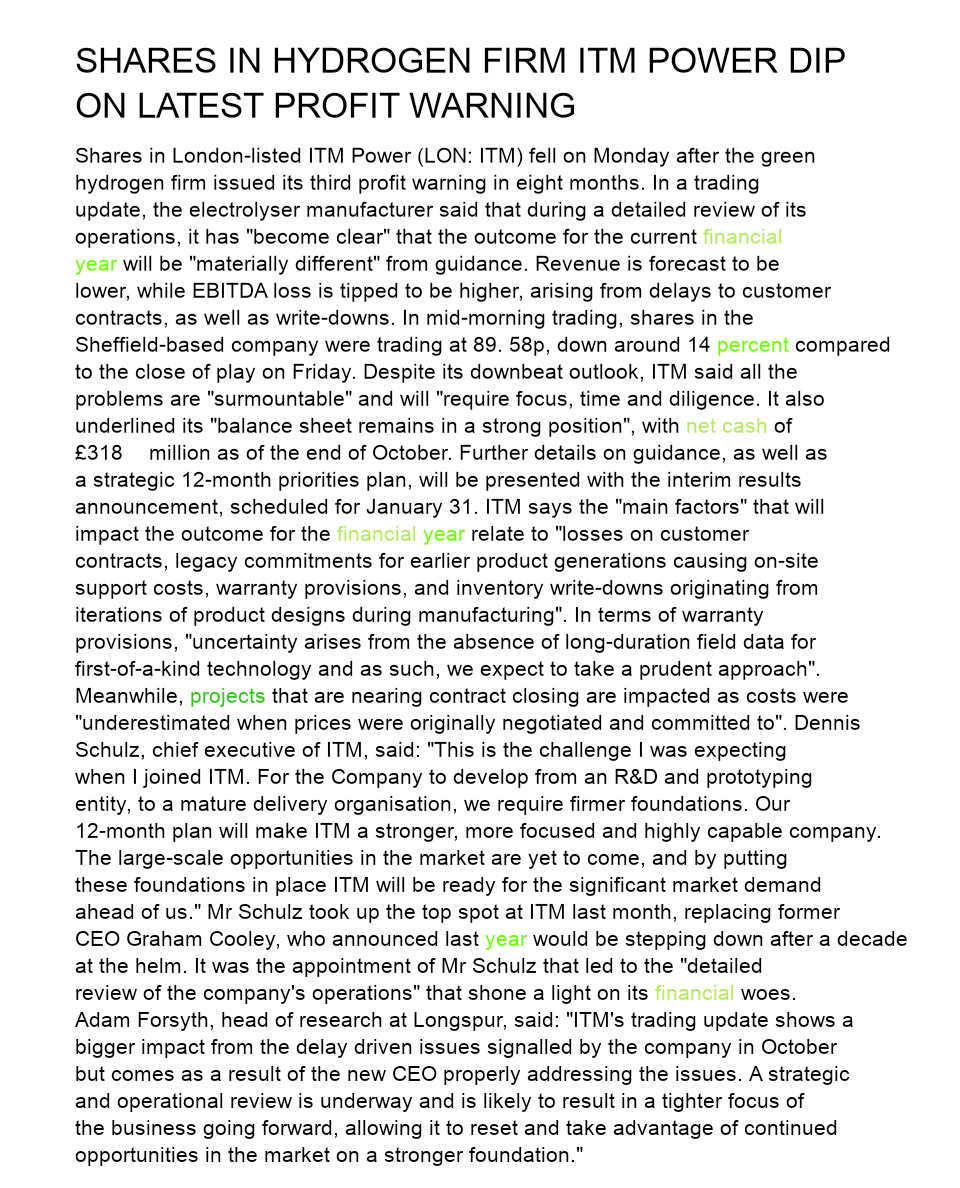 SHARES IN HYDROGEN FIRM ITM POWER DIP
ON LATEST PROFIT WARNING
Shares in London-listed ITM Power (LON: ITM) fell on Monday after the green
hydrogen firm issued its third profit warning in eight months. In a trading
update, the electrolyser manufacturer said that during a detailed review of its
operations, it has "become clear" that the outcome for the current financial
year will be "materially different" from guidance. Revenue is forecast to be
lower, while EBITDA loss is tipped to be higher, arising from delays to customer
contracts, as well as write-downs. In mid-morning trading, shares in the
Sheffield-based company were trading at 89. 58p, down around 14 percent compared
to the close of play on Friday. Despite its downbeat outlook, ITM said all the
problems are "surmountable" and will "require focus, time and diligence. It also
underlined its "balance sheet remains in a strong position", with net cash of
£318 million as of the end of October. Further details on guidance, as well as
a strategic 12-month priorities plan, will be presented with the interim results
announcement, scheduled for January 31. ITM says the "main factors" that will
impact the outcome for the financial year relate to "losses on customer
contracts, legacy commitments for earlier product generations causing on-site
support costs, warranty provisions, and inventory write-downs originating from
iterations of product designs during manufacturing". In terms of warranty
provisions, "uncertainty arises from the absence of long-duration field data for
first-of-a-kind technology and as such, we expect to take a prudent approach".
Meanwhile, projects that are nearing contract closing are impacted as costs were
"underestimated when prices were originally negotiated and committed to". Dennis
Schulz, chief executive of ITM, said: "This is the challenge I was expecting
when I joined ITM. For the Company to develop from an R&D and prototyping
entity, to a mature delivery organisation, we require firmer foundations. Our
12-month plan will make ITM a stronger, more focused and highly capable company.
The large-scale opportunities in the market are yet to come, and by putting
these foundations in place ITM will be ready for the significant market demand
ahead of us." Mr Schulz took up the top spot at ITM last month, replacing former
CEO Graham Cooley, who announced last year would be stepping down after a decade
at the helm. It was the appointment of Mr Schulz that led to the "detailed
review of the company's operations" that shone a light on its financial woes.
Adam Forsyth, head of research at Longspur, said: "ITM's trading update shows a
bigger impact from the delay driven issues signalled by the company in October
but comes as a result of the new CEO properly addressing the issues. A strategic
and operational review is underway and is likely to result in a tighter focus of
the business going forward, allowing it to reset and take advantage of continued
opportunities in the market on a stronger foundation."